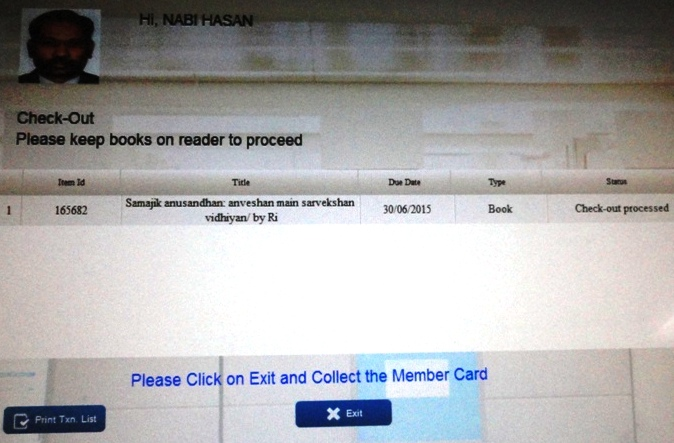 Hi, NABI HASAN
Check-Out
Please keep books on reader to proceed
Item Id Title Due Date Type Status
1 165682 Samajik anusandhan: anveshan main sarvekshan vidhiyan/ by Ri 30/06/2015 Book Check-out processed
Please Click on Exit and Collect the Member Card
Print Txn. List Exit